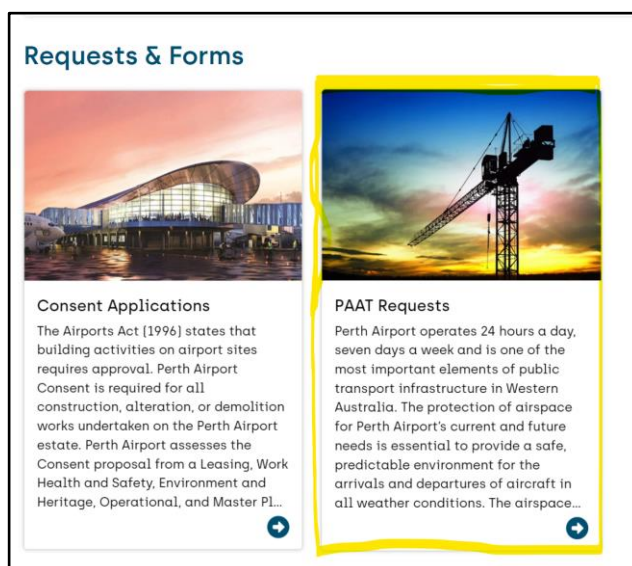 Requests & Forms
Consent Applications
The Airports Act (1996) states that
building activities on airport sites
requires approval. Perth Airport
Consent is required for all
construction, alteration, or demolition
works undertaken on the Perth Airport
estate. Perth Airport assesses the
Consent proposal from a Leasing, Work
Health and Safety, Environment and
Heritage, Operational, and Master Pl...
PAAT Requests
Perth Airport operates 24 hours a day,
seven days a week and is one of the
most important elements of public
transport infrastructure in Western
Australia. The protection of airspace
for Perth Airport's current and future
needs is essential to provide a safe,
predictable environment for the
arrivals and departures of aircraft in
all weather conditions. The airspace...